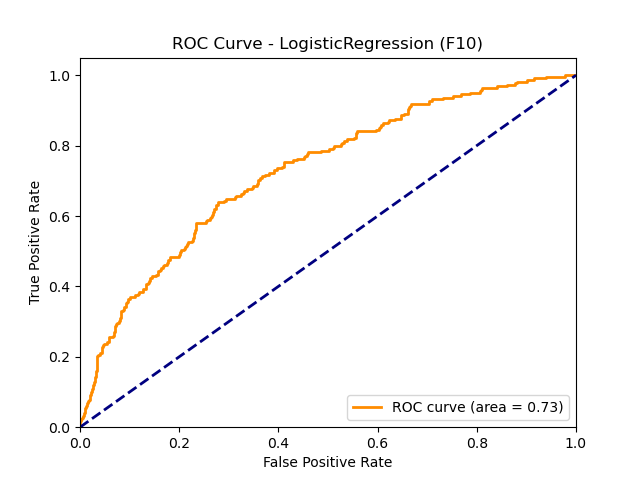 ROC Curve - LogisticRegression (F10)
True Positive Rate
1.0
0.8
0.6
0.4
0.2
0.0
ROC curve (area = 0.73)
0.0 0.2 0.4 0.6 0.8 1.0
False Positive Rate